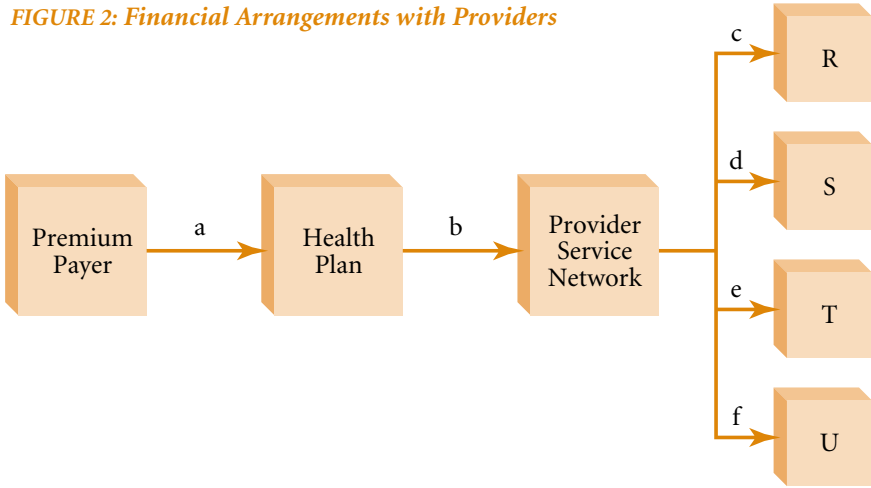 FIGURE 2: Financial Arrangements with Providers
c
R
d
S
Premium
Payer
a
Health
Plan
b
Provider
Service
Network
e
T
f
U